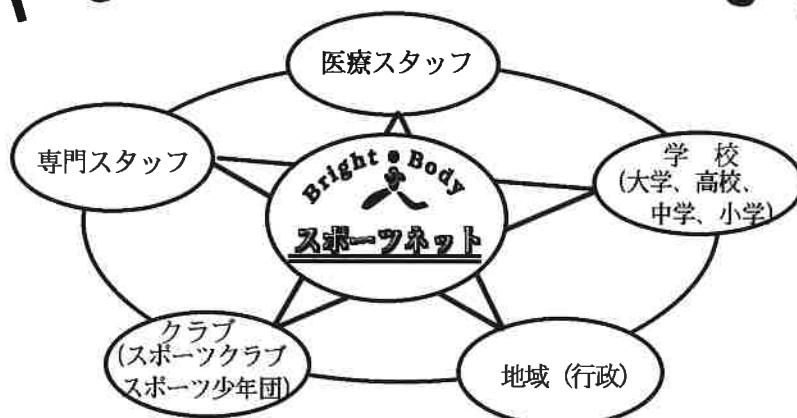 医療スタッフ
専門スタッフ
学 校
(大学、高校、
中学、小学)
Bright Body
スポーツネット
クラブ
(スポーツクラブ
スポーツ少年団)
地域（行政）